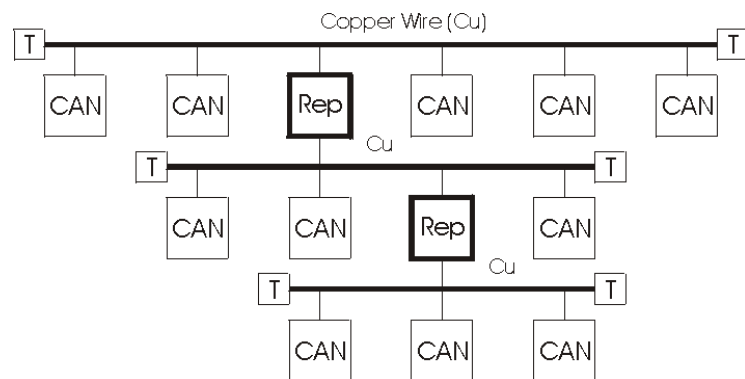 Copper Wire (Cu)
T T
CAN CAN Rep CAN CAN CAN
Cu
T T
CAN CAN Rep CAN
Cu
T T
CAN CAN CAN